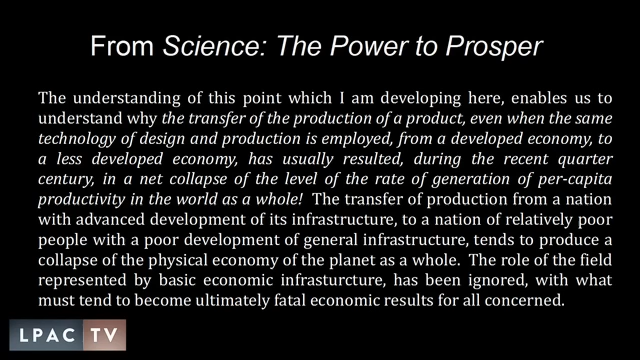 From Science: The Power to Prosper
The understanding of this point which I am developing here, enables us to
understand why the transfer of the production of a product, even when the same
technology of design and production is employed, from a developed economy, to
a less developed economy, has usually resulted, during the recent quarter
century, in a net collapse of the level of the rate of generation of per-capita
productivity in the world as a whole! The transfer of production from a nation
with advanced development of its infrastructure, to a nation of relatively poor
people with a poor development of general infrastructure, tends to produce a
collapse of the physical economy of the planet as a whole. The role of the field
represented by basic economic infrasturcture, has been ignored, with what
must tend to become ultimately fatal economic results for all concerned.
LPAC TV